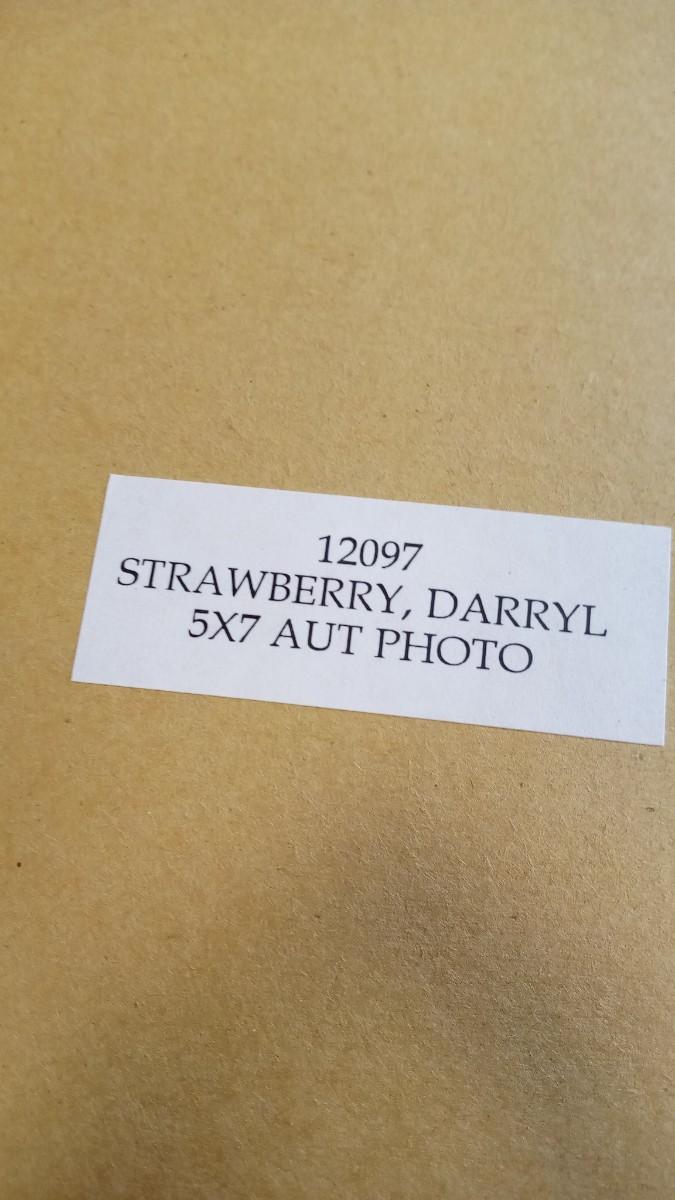 12097
STRAWBERRY, DARRYL
5X7 AUT PHOTO